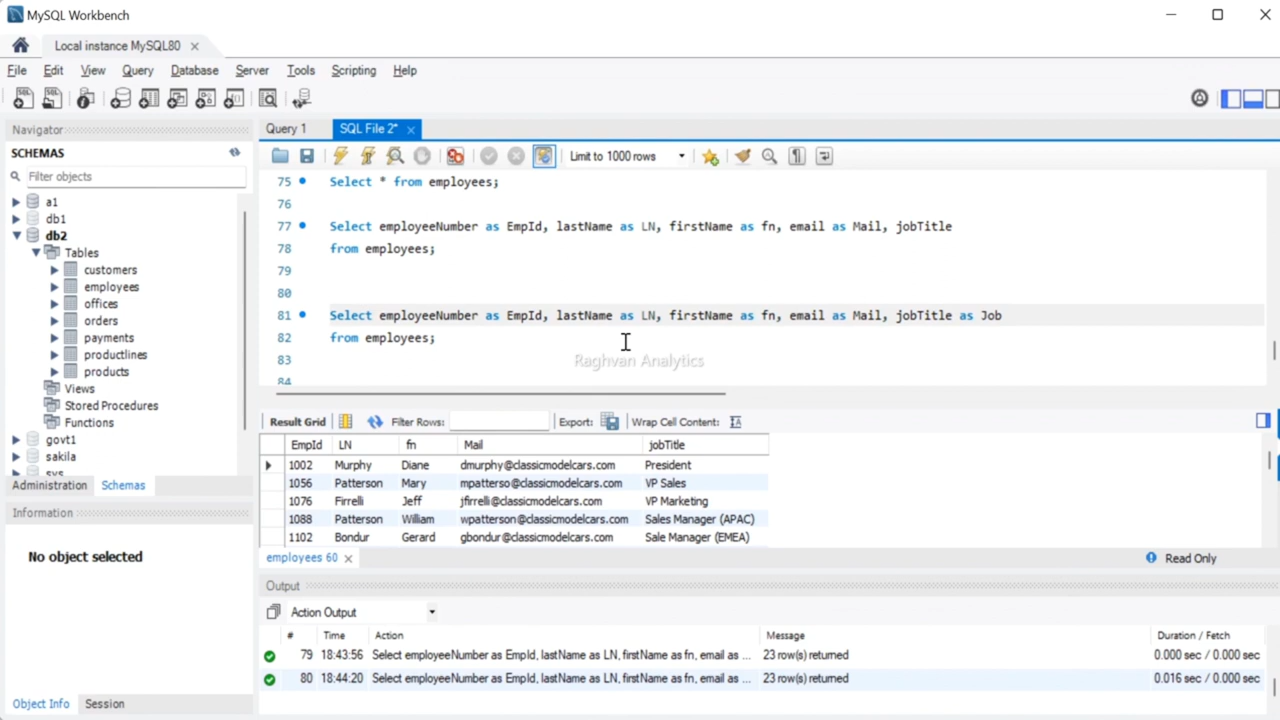 MySQL Workbench
Local instance MySQL80
File Edit View Query Database Server Tools Scripting Help
Navigator
SCHEMAS
Filter objects
a1
db1
db2
Tables
customers
employees
offices
orders
payments
productlines
products
Views
Stored Procedures
Functions
govt1
sakila
sys
Administration Schemas
Information
No object selected
Object Info Session
Query 1 SQL File 2*
Limit to 1000 rows
75 Select * from employees;
76
77 Select employeeNumber as EmpId, lastName as LN, firstName as fn, email as Mail, jobTitle
78 from employees;
79
80
81 Select employeeNumber as EmpId, lastName as LN, firstName as fn, email as Mail, jobTitle as Job
82 from employees;
Raghvan Analytics
83
84
Result Grid Filter Rows: Export: Wrap Cell Content:
EmpId LN fn Mail jobTitle
1002 Murphy Diane dmurphy@classicmodelcars.com President
1056 Patterson Mary mpatterso@classicmodelcars.com VP Sales
1076 Firrelli Jeff jfirrelli@classicmodelcars.com VP Marketing
1088 Patterson William wpatterson@classicmodelcars.com Sales Manager (APAC)
1102 Bondur Gerard gbondur@classicmodelcars.com Sale Manager (EMEA)
employees 60 Read Only
Output
Action Output
# Time Action Message Duration / Fetch
79 18:43:56 Select employeeNumber as EmpId, lastName as LN, firstName as fn, email as ... 23 row(s) returned 0.000 sec / 0.000 sec
80 18:44:20 Select employeeNumber as EmpId, lastName as LN, firstName as fn, email as ... 23 row(s) returned 0.016 sec / 0.000 sec